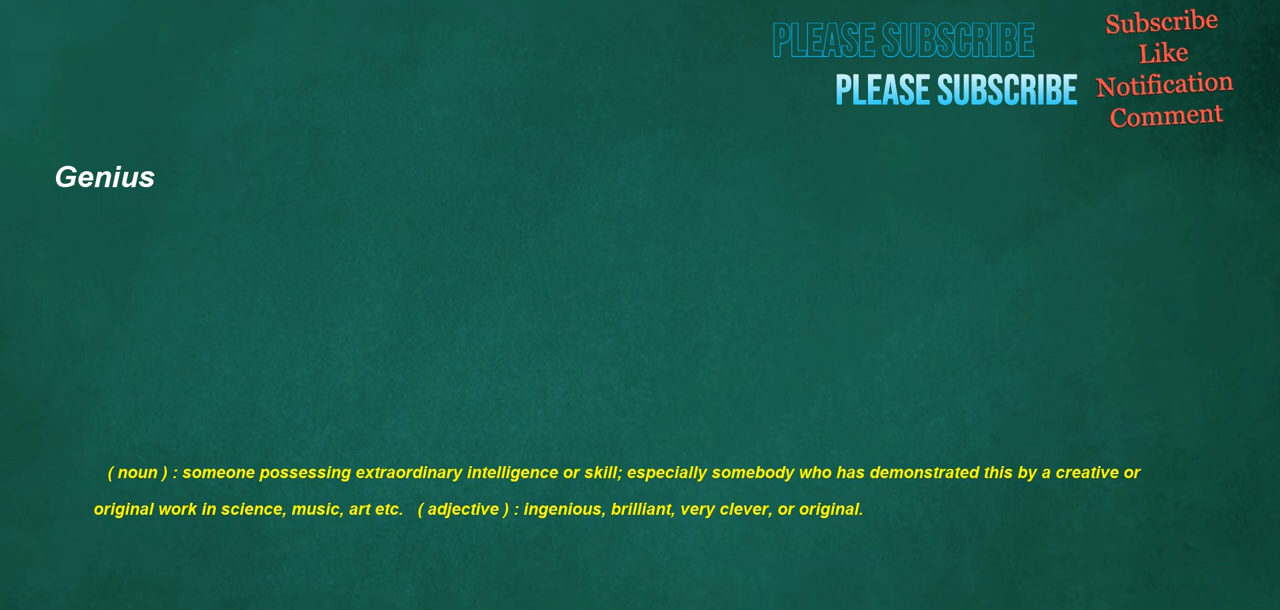 PLEASE SUBSCRIBE
PLEASE SUBSCRIBE
Subscribe
Like
Notification
Comment
Genius
( noun ) : someone possessing extraordinary intelligence or skill; especially somebody who has demonstrated this by a creative or
original work in science, music, art etc. ( adjective ) : ingenious, brilliant, very clever, or original.